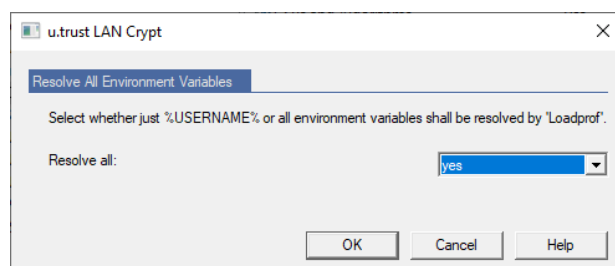 u.trust LAN Crypt
Resolve All Environment Variables
Select whether just %USERNAME% or all environment variables shall be resolved by 'Loadprof'.
Resolve all: yes
OK Cancel Help